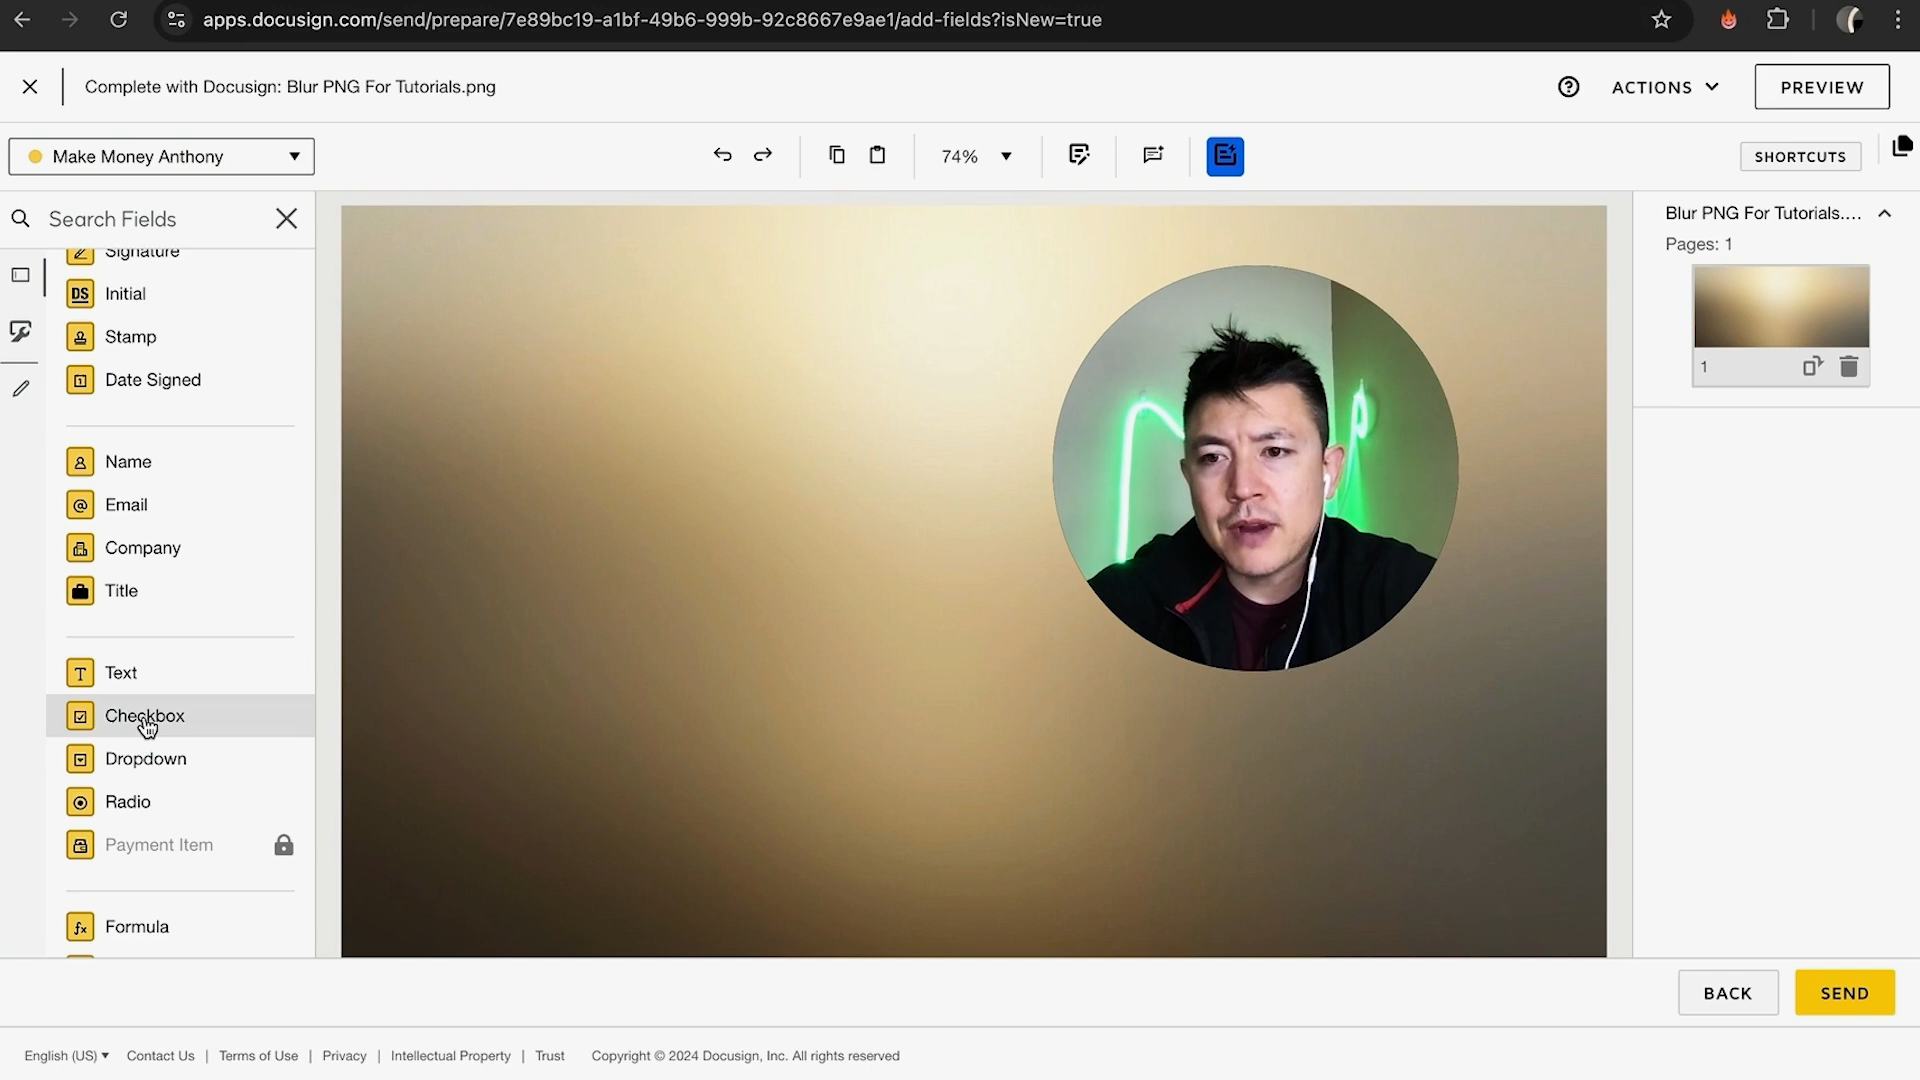 apps.docusign.com/send/prepare/7e89bc19-a1bf-49b6-999b-92c8667e9ae1/add-fields?isNew=true
Complete with Docusign: Blur PNG For Tutorials.png
ACTIONS
PREVIEW
Make Money Anthony
74%
SHORTCUTS
Search Fields
Signature
DS Initial
Stamp
Date Signed
Name
Email
Company
Title
Text
Checkbox
Dropdown
Radio
Payment Item
Formula
Blur PNG For Tutorials....
Pages: 1
1
BACK
SEND
English (US) Contact Us | Terms of Use | Privacy | Intellectual Property | Trust Copyright © 2024 Docusign, Inc. All rights reserved